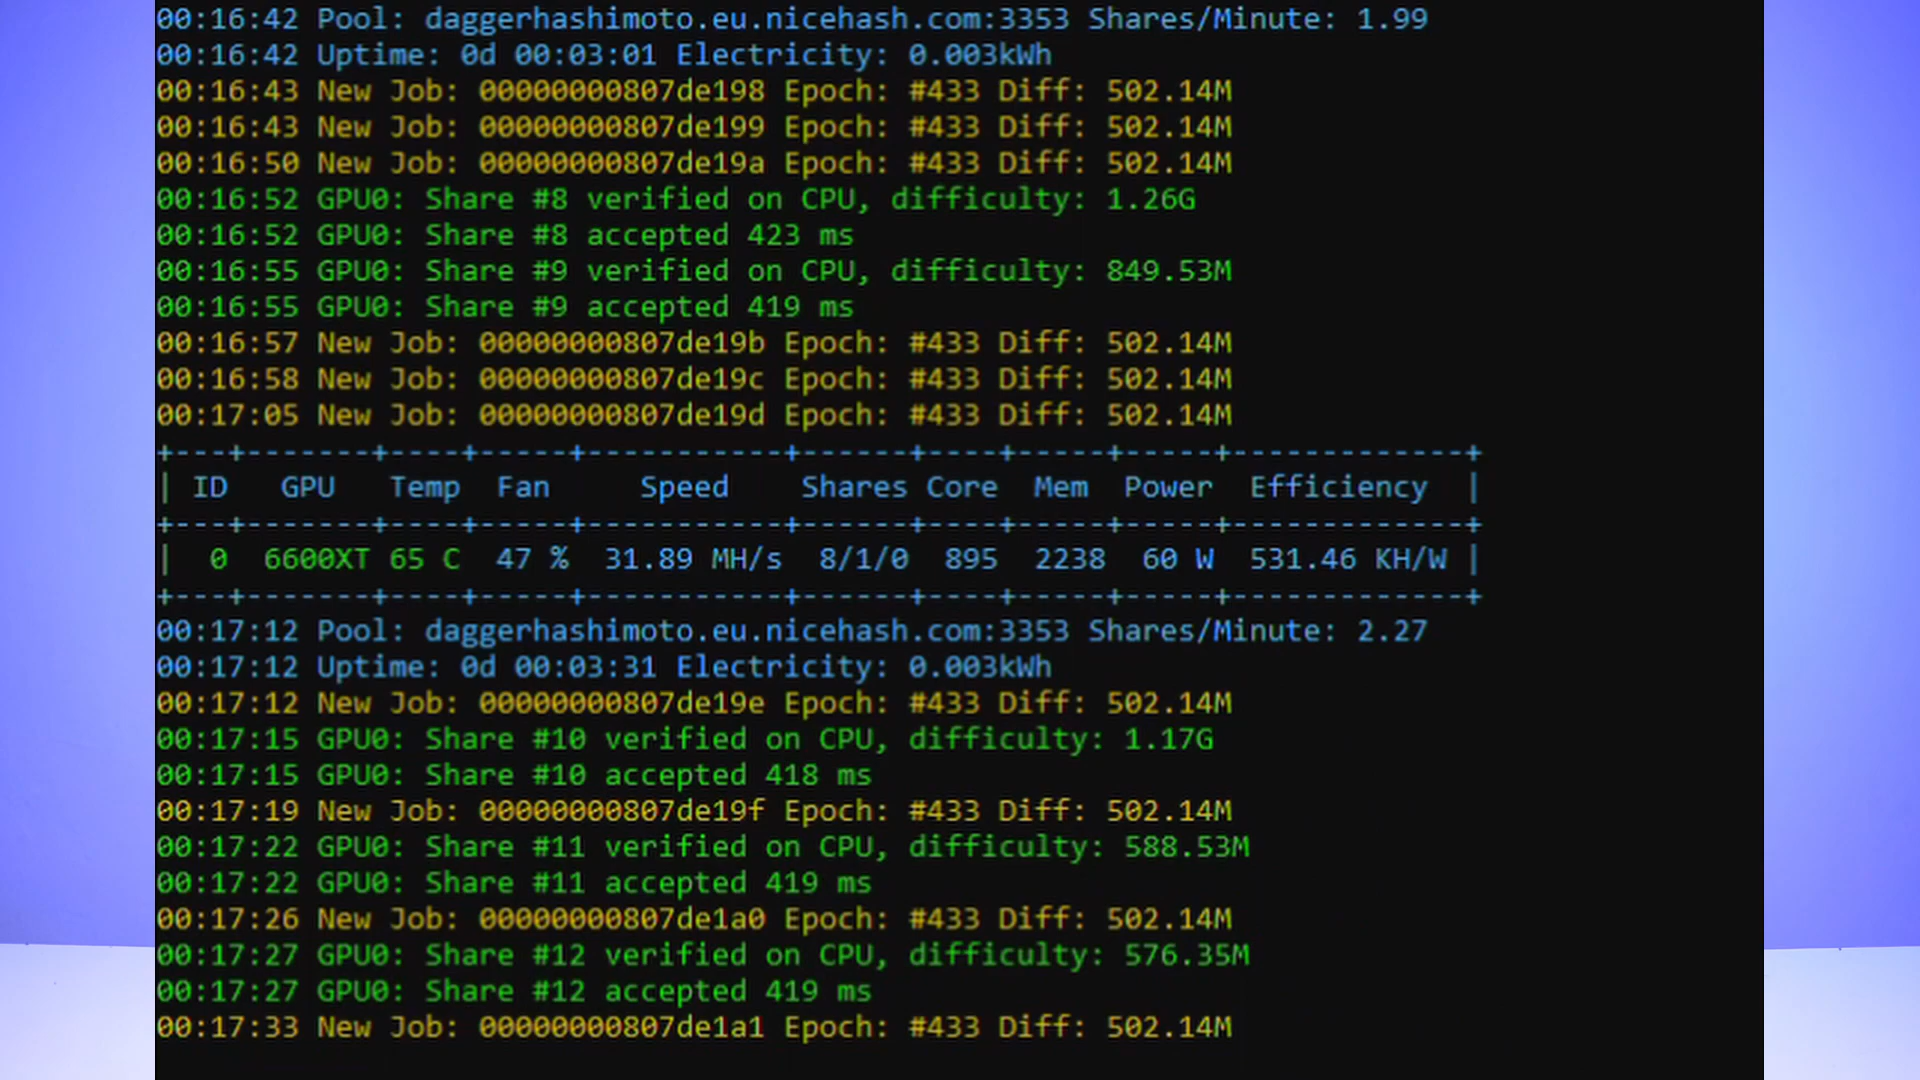 00:16:42 Pool: daggerhashimoto.eu.nicehash.com:3353 Shares/Minute: 1.99
00:16:42 Uptime: 0d 00:03:01 Electricity: 0.003kWh
00:16:43 New Job: 00000000807de198 Epoch: #433 Diff: 502.14M
00:16:43 New Job: 00000000807de199 Epoch: #433 Diff: 502.14M
00:16:50 New Job: 00000000807de19a Epoch: #433 Diff: 502.14M
00:16:52 GPU0: Share #8 verified on CPU, difficulty: 1.26G
00:16:52 GPU0: Share #8 accepted 423 ms
00:16:55 GPU0: Share #9 verified on CPU, difficulty: 849.53M
00:16:55 GPU0: Share #9 accepted 419 ms
00:16:57 New Job: 00000000807de19b Epoch: #433 Diff: 502.14M
00:16:58 New Job: 00000000807de19c Epoch: #433 Diff: 502.14M
00:17:05 New Job: 00000000807de19d Epoch: #433 Diff: 502.14M
+---+-------+----+-----+-----------+------+----+-----+-----+-------------+
| ID GPU Temp Fan Speed Shares Core Mem Power Efficiency |
+---+-------+----+-----+-----------+------+----+-----+-----+-------------+
| 0 6600XT 65 C 47 % 31.89 MH/s 8/1/0 895 2238 60 W 531.46 KH/W |
+---+-------+----+-----+-----------+------+----+-----+-----+-------------+
00:17:12 Pool: daggerhashimoto.eu.nicehash.com:3353 Shares/Minute: 2.27
00:17:12 Uptime: 0d 00:03:31 Electricity: 0.003kWh
00:17:12 New Job: 00000000807de19e Epoch: #433 Diff: 502.14M
00:17:15 GPU0: Share #10 verified on CPU, difficulty: 1.17G
00:17:15 GPU0: Share #10 accepted 418 ms
00:17:19 New Job: 00000000807de19f Epoch: #433 Diff: 502.14M
00:17:22 GPU0: Share #11 verified on CPU, difficulty: 588.53M
00:17:22 GPU0: Share #11 accepted 419 ms
00:17:26 New Job: 00000000807de1a0 Epoch: #433 Diff: 502.14M
00:17:27 GPU0: Share #12 verified on CPU, difficulty: 576.35M
00:17:27 GPU0: Share #12 accepted 419 ms
00:17:33 New Job: 00000000807de1a1 Epoch: #433 Diff: 502.14M